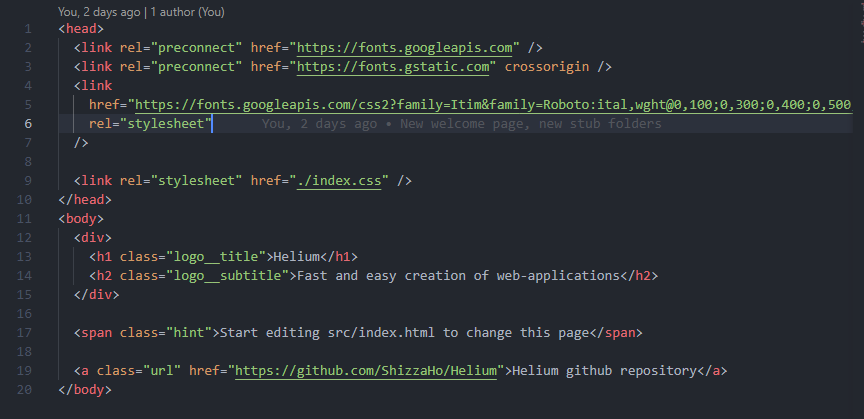 You, 2 days ago | 1 author (You)
1 <head>
2 <link rel="preconnect" href="https://fonts.googleapis.com" />
3 <link rel="preconnect" href="https://fonts.gstatic.com" crossorigin />
4 <link
5 href="https://fonts.googleapis.com/css2?family=Itim&family=Roboto:ital,wght@0,100;0,300;0,400;0,500
6 rel="stylesheet" You, 2 days ago • New welcome page, new stub folders
7 />
8
9 <link rel="stylesheet" href="./index.css" />
10 </head>
11 <body>
12 <div>
13 <h1 class="logo__title">Helium</h1>
14 <h2 class="logo__subtitle">Fast and easy creation of web-applications</h2>
15 </div>
16
17 <span class="hint">Start editing src/index.html to change this page</span>
18
19 <a class="url" href="https://github.com/ShizzaHo/Helium">Helium github repository</a>
20 </body>